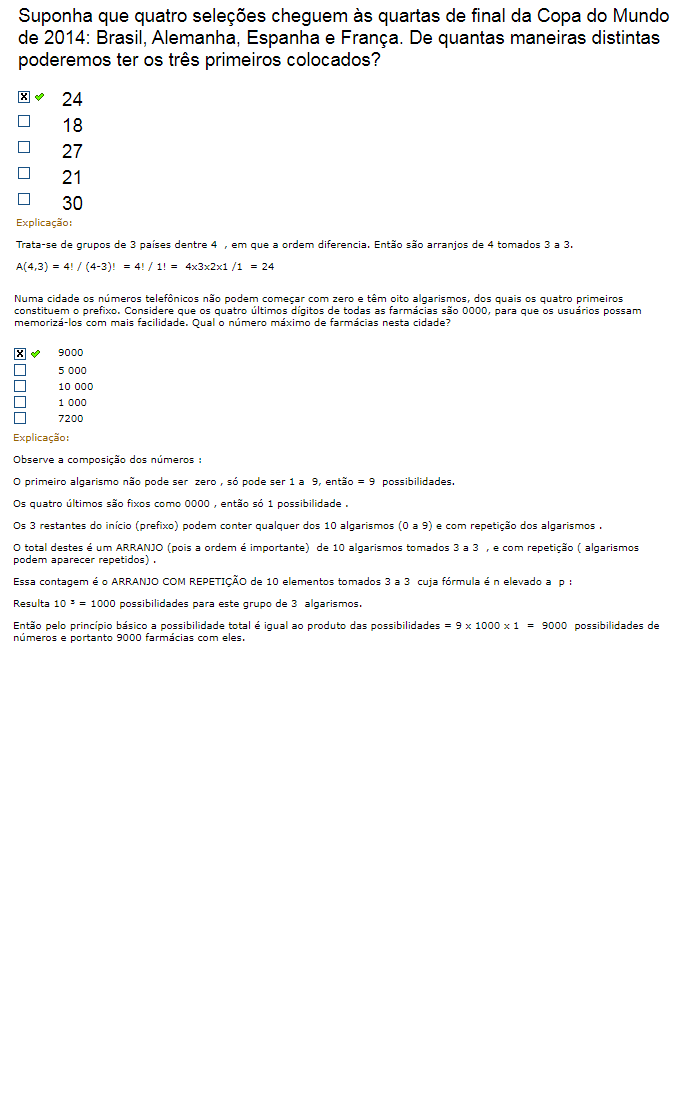 Suponha que quatro seleções cheguem às quartas de final da Copa do Mundo
de 2014: Brasil, Alemanha, Espanha e França. De quantas maneiras distintas
poderemos ter os três primeiros colocados?
24
18
27
21
30
Explicação:
Trata-se de grupos de 3 países dentre 4 , em que a ordem diferencia. Então são arranjos de 4 tomados 3 a 3.
A(4,3) = 4! / (4-3)! = 4! / 1! = 4x3x2x1 /1 = 24
Numa cidade os números telefônicos não podem começar com zero e têm oito algarismos, dos quais os quatro primeiros
constituem o prefixo. Considere que os quatro últimos dígitos de todas as farmácias são 0000, para que os usuários possam
memorizá-los com mais facilidade. Qual o número máximo de farmácias nesta cidade?
9000
5 000
10 000
1 000
7200
Explicação:
Observe a composição dos números :
O primeiro algarismo não pode ser zero , só pode ser 1 a 9, então = 9 possibilidades.
Os quatro últimos são fixos como 0000 , então só 1 possibilidade .
Os 3 restantes do início (prefixo) podem conter qualquer dos 10 algarismos (0 a 9) e com repetição dos algarismos .
O total destes é um ARRANJO (pois a ordem é importante) de 10 algarismos tomados 3 a 3 , e com repetição ( algarismos
podem aparecer repetidos) .
Essa contagem é o ARRANJO COM REPETIÇÃO de 10 elementos tomados 3 a 3 cuja fórmula é n elevado a p :
Resulta 10 ³ = 1000 possibilidades para este grupo de 3 algarismos.
Então pelo princípio básico a possibilidade total é igual ao produto das possibilidades = 9 x 1000 x 1 = 9000 possibilidades de
números e portanto 9000 farmácias com eles.